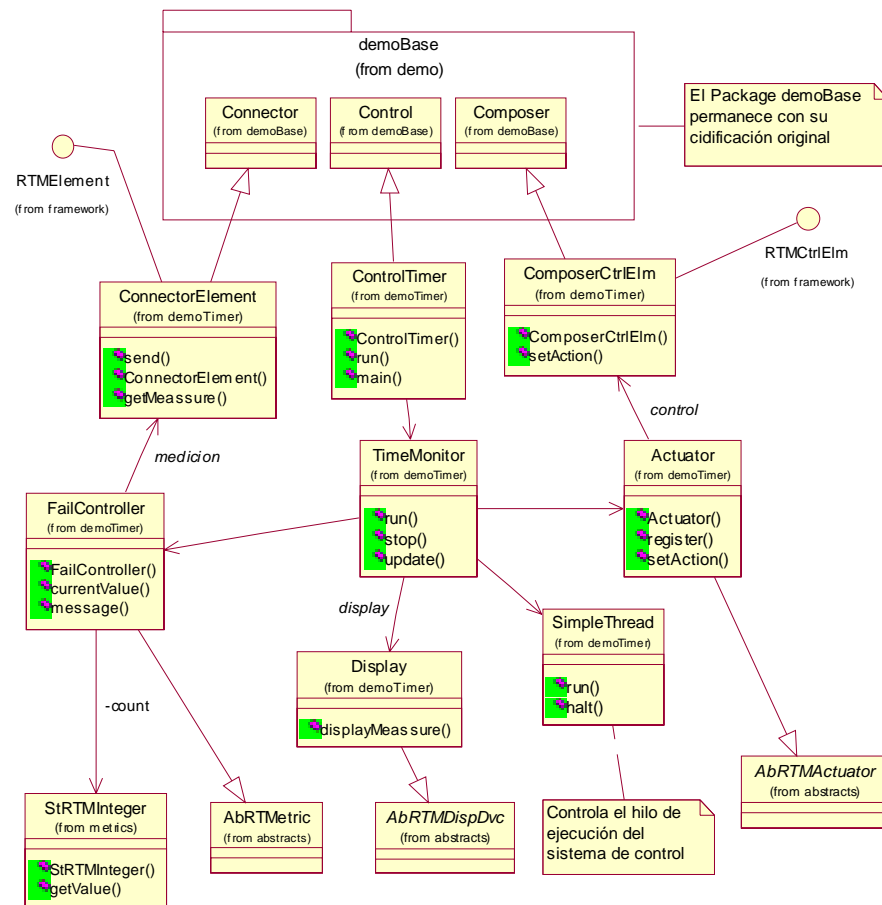 demoBase
(from demo)
Connector
(from demoBase)
Control
(from demoBase)
Composer
(from demoBase)
El Package demoBase
permanece con su
cidificación original
RTMElement
(from framework)
RTMCtrlElm
(from framework)
ConnectorElement
(from demoTimer)
send()
ConnectorElement()
getMeassure()
ControlTimer
(from demoTimer)
ControlTimer()
run()
main()
ComposerCtrlElm
(from demoTimer)
ComposerCtrlElm()
setAction()
medicion
control
FailController
(from demoTimer)
FailController()
currentValue()
message()
TimeMonitor
(from demoTimer)
run()
stop()
update()
Actuator
(from demoTimer)
Actuator()
register()
setAction()
display
-count
Display
(from demoTimer)
displayMeassure()
SimpleThread
(from demoTimer)
run()
halt()
StRTMInteger
(from metrics)
StRTMInteger()
getValue()
AbRTMetric
(from abstracts)
AbRTMDispDvc
(from abstracts)
Controla el hilo de
ejecución del
sistema de control
AbRTMActuator
(from abstracts)